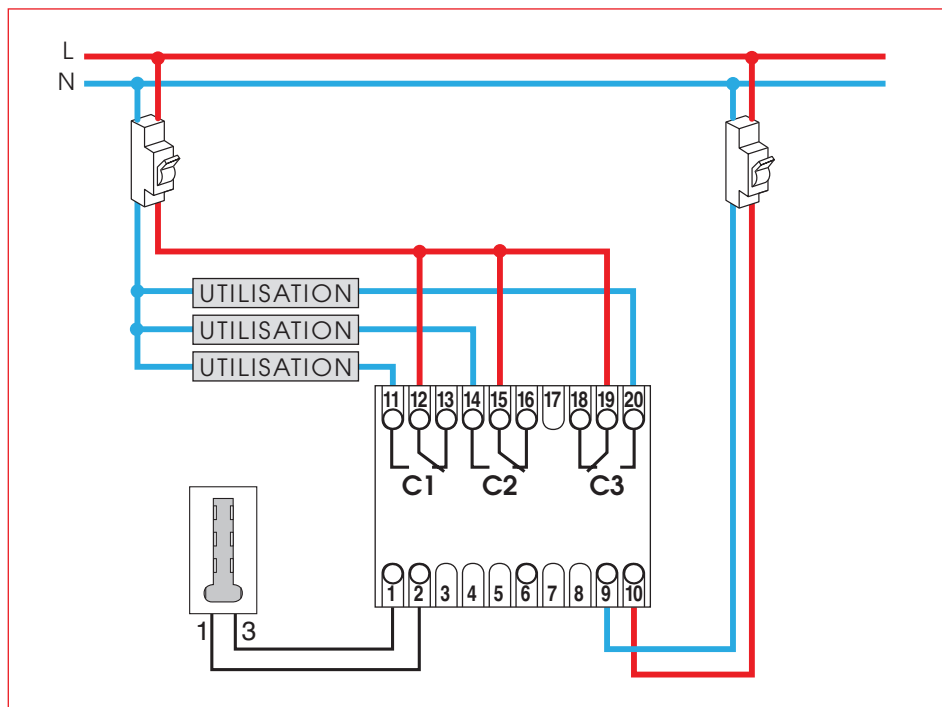 L
N
UTILISATION
UTILISATION
UTILISATION
11 12 13 14 15 16 17 18 19 20
C1 C2 C3
1 2 3 4 5 6 7 8 9 10
1 3